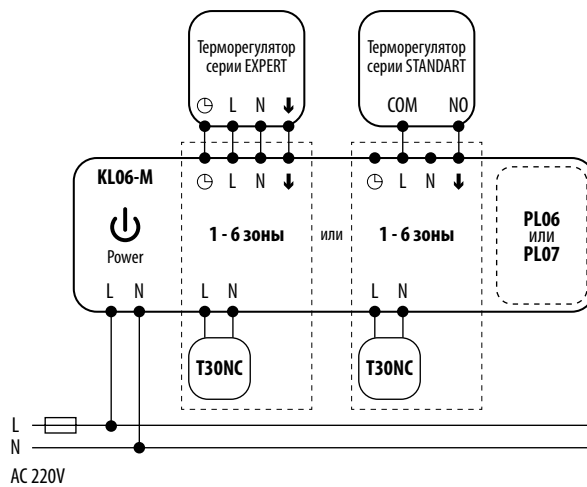 Терморегулятор
серии EXPERT
Терморегулятор
серии STANDART
L N
COM NO
KL06-M
L N
L N
Power
1 - 6 зоны
или
1 - 6 зоны
PL06
или
PL07
L N
L N
L N
T30NC
T30NC
L
N
AC 220V